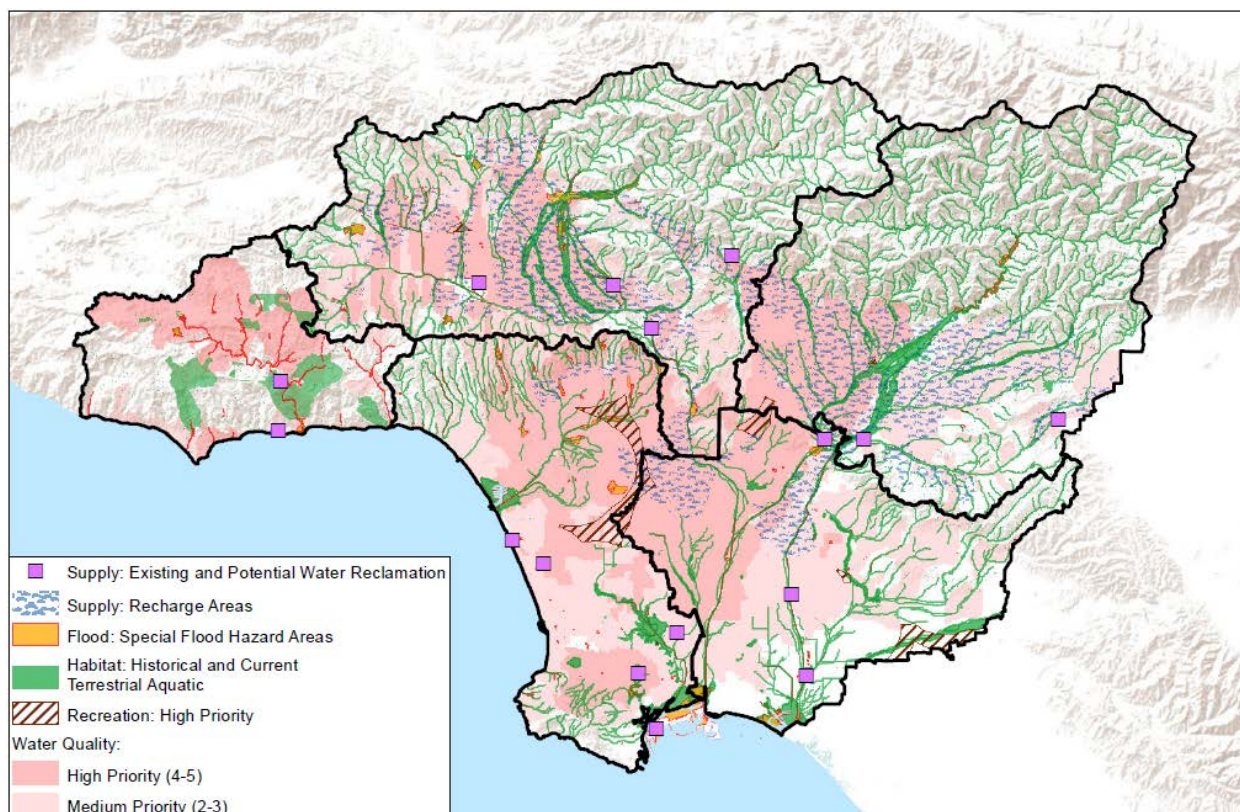 Supply: Existing and Potential Water Reclamation
Supply: Recharge Areas
Flood: Special Flood Hazard Areas
Habitat: Historical and Current
Terrestrial Aquatic
Recreation: High Priority
Water Quality:
High Priority (4-5)
Medium Priority (2-3)